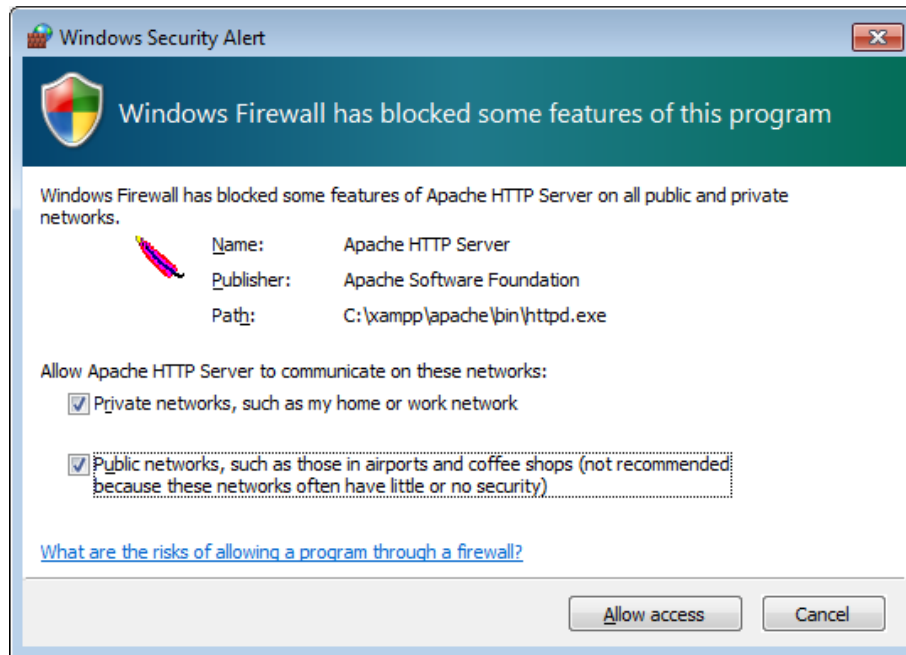 Windows Security Alert
Windows Firewall has blocked some features of this program
Windows Firewall has blocked some features of Apache HTTP Server on all public and private
networks.
Name: Apache HTTP Server
Publisher: Apache Software Foundation
Path: C:\xampp\apache\bin\httpd.exe
Allow Apache HTTP Server to communicate on these networks:
Private networks, such as my home or work network
Public networks, such as those in airports and coffee shops (not recommended
because these networks often have little or no security)
What are the risks of allowing a program through a firewall?
Allow access Cancel